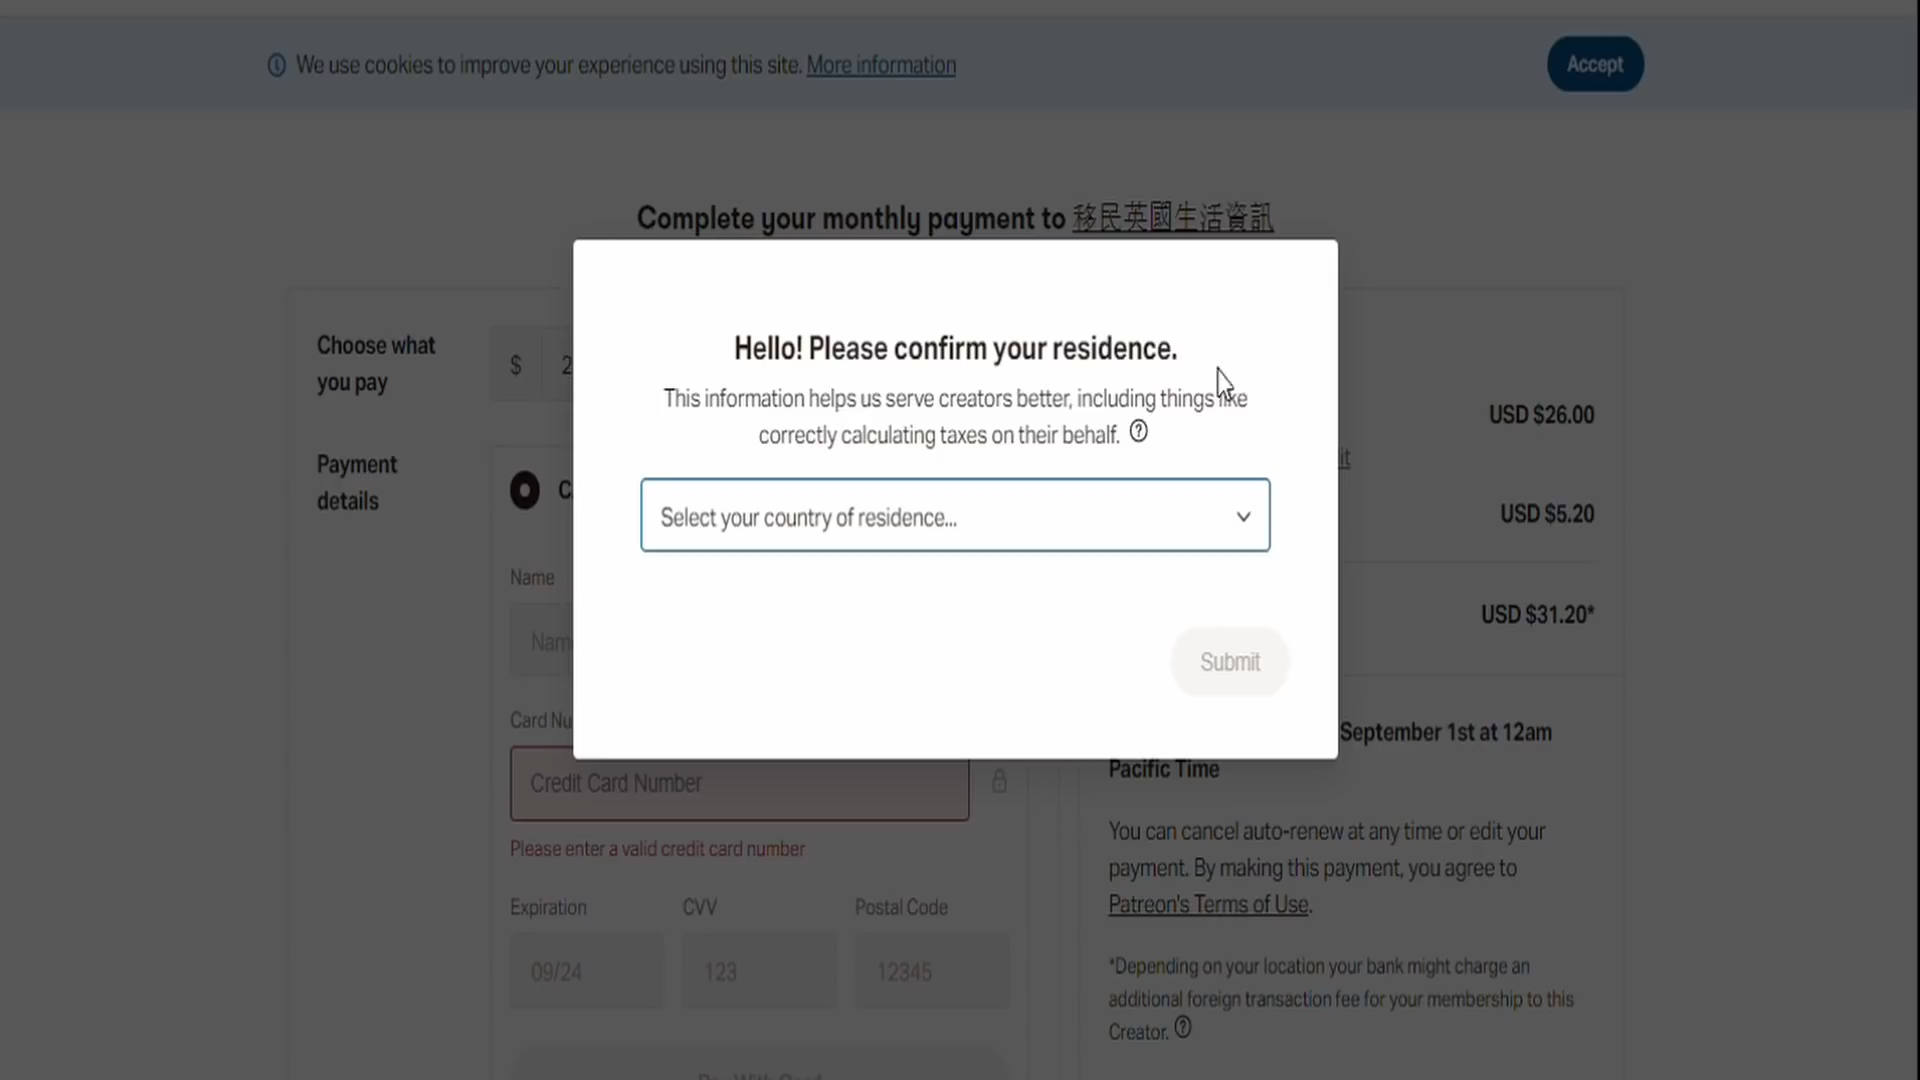 We use cookies to improve your experience using this site. More information
Accept
Complete your monthly payment to 移民英國生活資訊
Hello! Please confirm your residence.
This information helps us serve creators better, including things like
correctly calculating taxes on their behalf.
Select your country of residence...
Submit
Choose what
you pay
$ 2
Payment
details
C
Name
Name
Card Nu
Credit Card Number
Please enter a valid credit card number
Expiration CVV Postal Code
09/24 123 12345
USD $26.00
it
USD $5.20
USD $31.20*
September 1st at 12am
Pacific Time
You can cancel auto-renew at any time or edit your
payment. By making this payment, you agree to
Patreon's Terms of Use.
*Depending on your location your bank might charge an
additional foreign transaction fee for your membership to this
Creator.